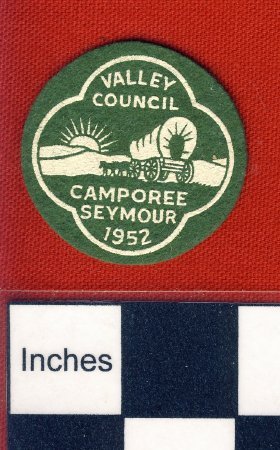 VALLEY
COUNCIL
CAMPOREE
SEYMOUR
1952
Inches